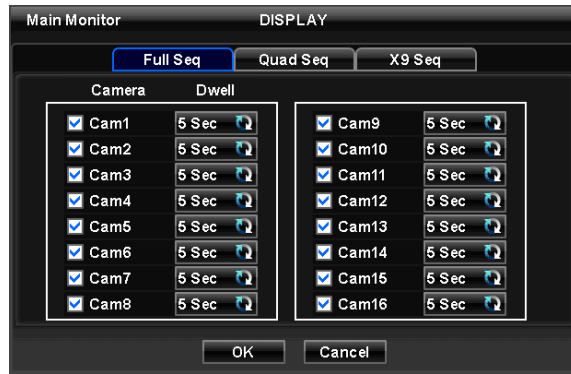 Main Monitor DISPLAY
Full Seq Quad Seq X9 Seq
Camera Dwell
Cam1 5 Sec Cam9 5 Sec
Cam2 5 Sec Cam10 5 Sec
Cam3 5 Sec Cam11 5 Sec
Cam4 5 Sec Cam12 5 Sec
Cam5 5 Sec Cam13 5 Sec
Cam6 5 Sec Cam14 5 Sec
Cam7 5 Sec Cam15 5 Sec
Cam8 5 Sec Cam16 5 Sec
OK Cancel